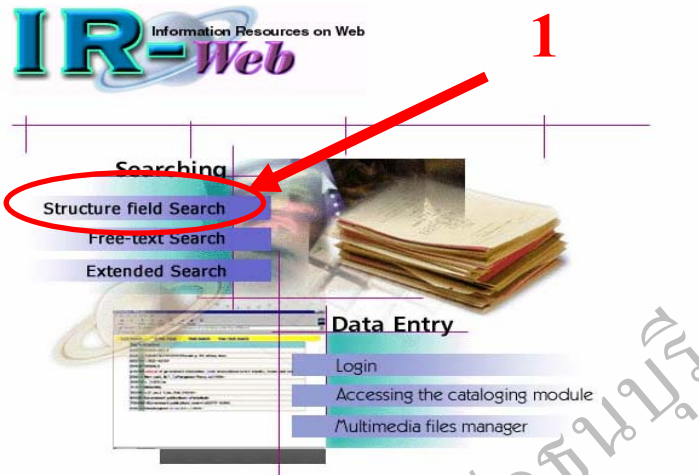 IR-Web
Information Resources on Web
1
Searching
Structure field Search
Free-text Search
Extended Search
Data Entry
Login
Accessing the cataloging module
Multimedia files manager